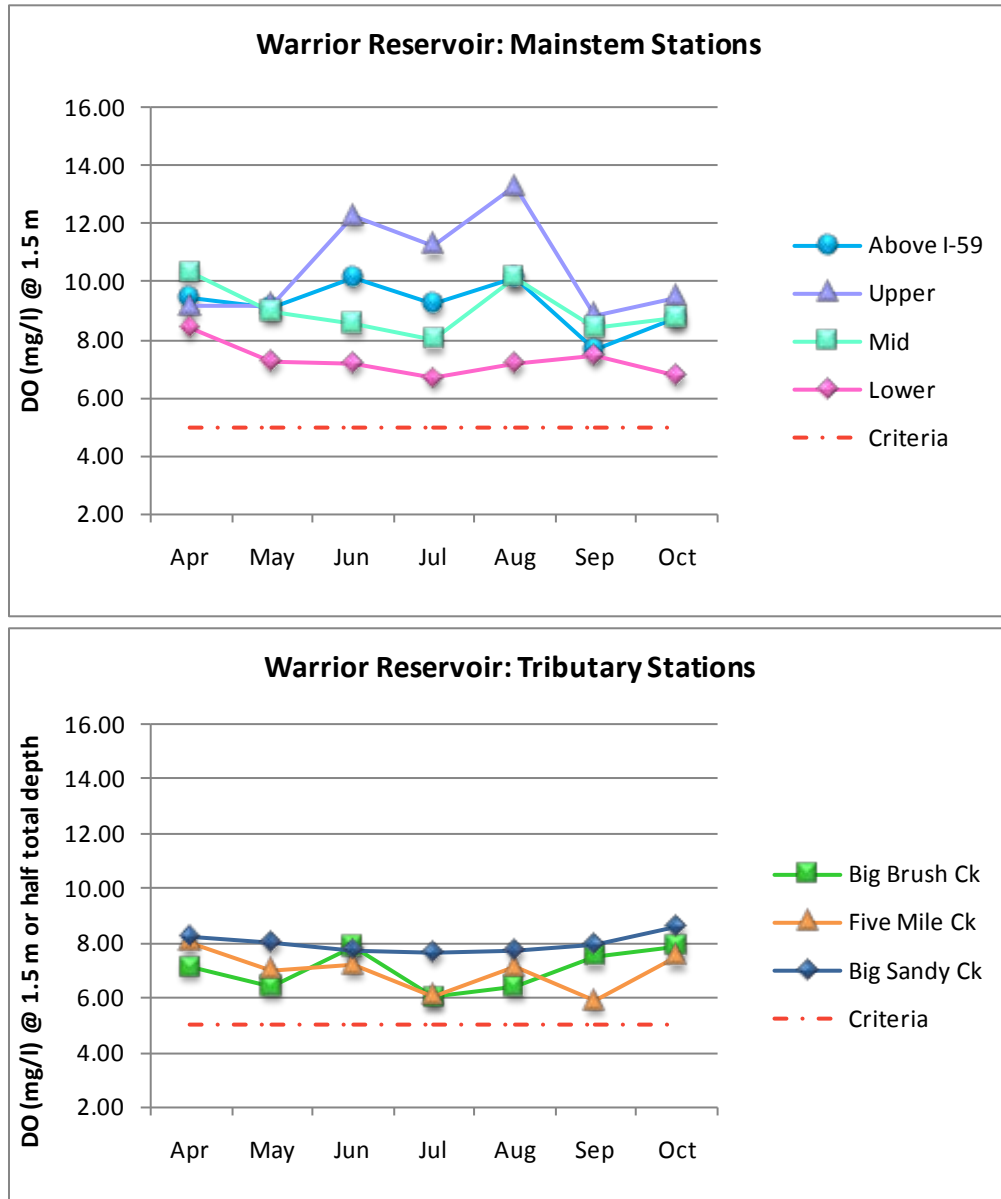 Warrior Reservoir: Mainstem Stations
DO (mg/l) @ 1.5 m
16.00
14.00
12.00
10.00
8.00
6.00
4.00
2.00
Apr May Jun Jul Aug Sep Oct
Above I-59
Upper
Mid
Lower
Criteria
Warrior Reservoir: Tributary Stations
DO (mg/l) @ 1.5 m or half total depth
16.00
14.00
12.00
10.00
8.00
6.00
4.00
2.00
Apr May Jun Jul Aug Sep Oct
Big Brush Ck
Five Mile Ck
Big Sandy Ck
Criteria